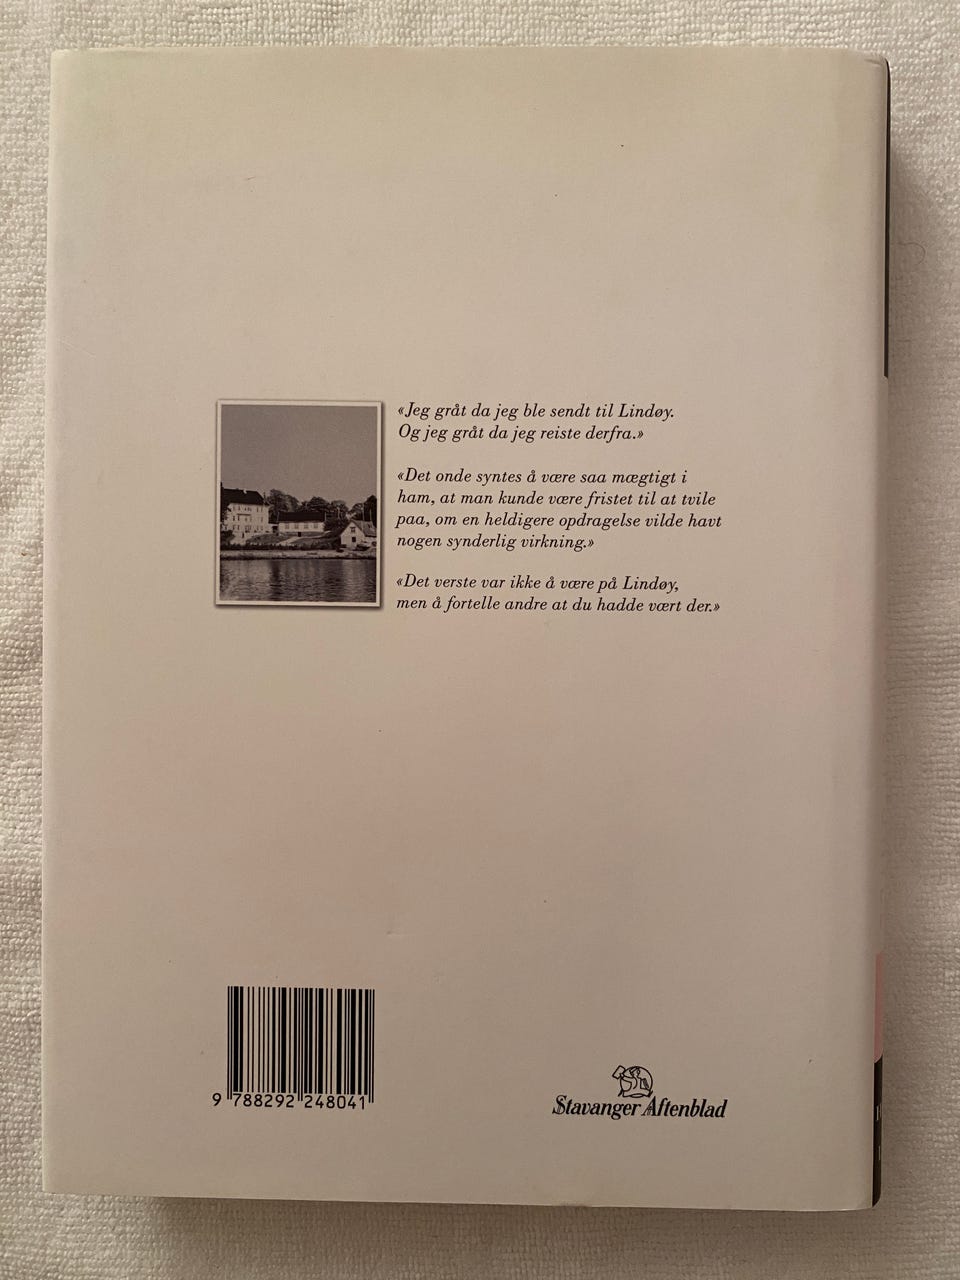 «Jeg gråt da jeg ble sendt til Lindøy.
Og jeg gråt da jeg reiste derfra.»
«Det onde syntes å være saa mægtigt i
ham, at man kunde være fristet til at tvile
paa, om en heldigere opdragelse vilde havt
nogen synderlig virkning.»
«Det verste var ikke å være på Lindøy,
men å fortelle andre at du hadde vært der.»
9 788292 248041
Stavanger Aftenblad